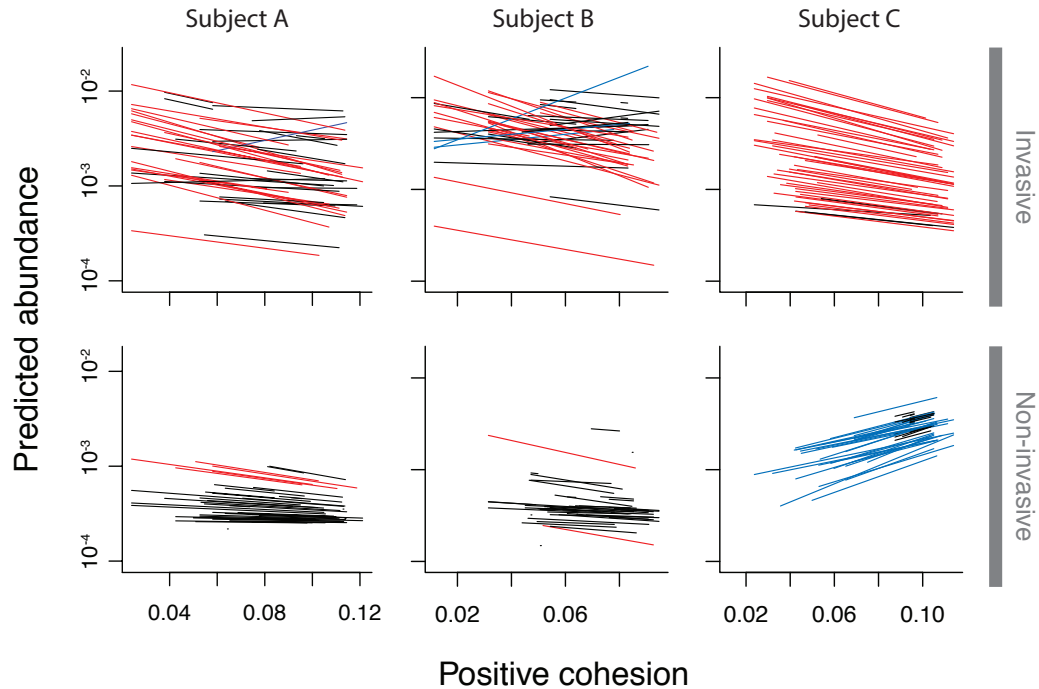 Subject A
Subject B
Subject C
Predicted abundance
10-2
10-3
10-4
Invasive
10-2
10-3
10-4
Non-invasive
0.04
0.08
0.12
0.02
0.06
0.02
0.06
0.10
Positive cohesion